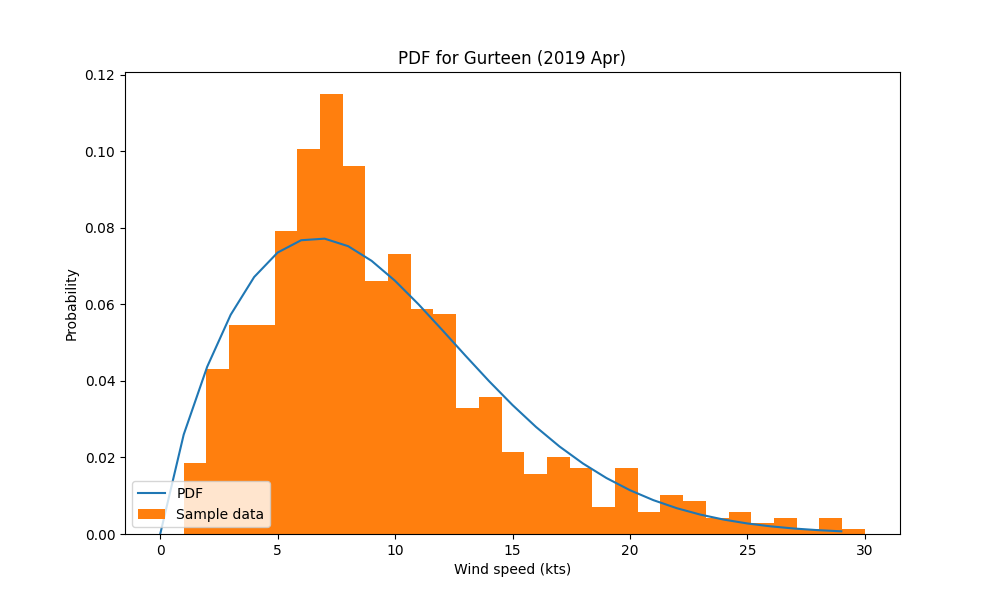 PDF for Gurteen (2019 Apr)
0.12
0.10
0.08
0.06
0.04
0.02
0.00
Probability
PDF
Sample data
0 5 10 15 20 25 30
Wind speed (kts)